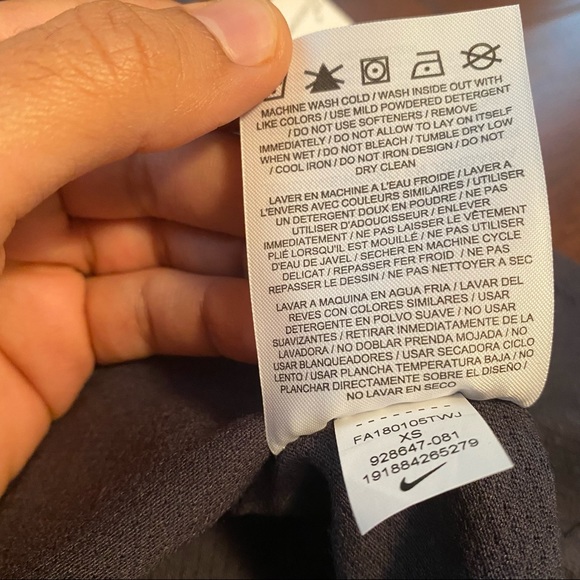 MACHINE WASH COLD / WASH INSIDE OUT WITH
LIKE COLORS / USE MILD POWDERED DETERGENT
/ DO NOT USE SOFTENERS / REMOVE
IMMEDIATELY / DO NOT ALLOW TO LAY ON ITSELF
WHEN WET / DO NOT BLEACH / TUMBLE DRY LOW
/ COOL IRON / DO NOT IRON DESIGN / DO NOT
DRY CLEAN
LAVER EN MACHINE A L'EAU FROIDE / LAVER A
L'ENVERS AVEC COULEURS SIMILAIRES / UTILISER
UN DETERGENT DOUX EN POUDRE / NE PAS
UTILISER D'ADOUCISSEUR / ENLEVER
IMMEDIATEMENT / NE PAS LAISSER LE VÊTEMENT
PLIÉ LORSQU'IL EST MOUILLÉ / NE PAS UTILISER
D'EAU DE JAVEL / SECHER EN MACHINE CYCLE
DELICAT / REPASSER FER FROID / NE PAS
REPASSER LE DESSIN / NE PAS NETTOYER A SEC
LAVAR A MAQUINA EN AGUA FRIA / LAVAR DEL
REVES CON COLORES SIMILARES / USAR
DETERGENTE EN POLVO SUAVE / NO USAR
SUAVIZANTES / RETIRAR INMEDIATAMENTE DE LA
LAVADORA / NO DOBLAR PRENDA MOJADA / NO
USAR BLANQUEADORES / USAR SECADORA CICLO
LENTO / USAR PLANCHA TEMPERATURA BAJA / NO
PLANCHAR DIRECTAMENTE SOBRE EL DISEÑO /
NO LAVAR EN SECO
FA180105TWJ
XS
928647-081
191884265279